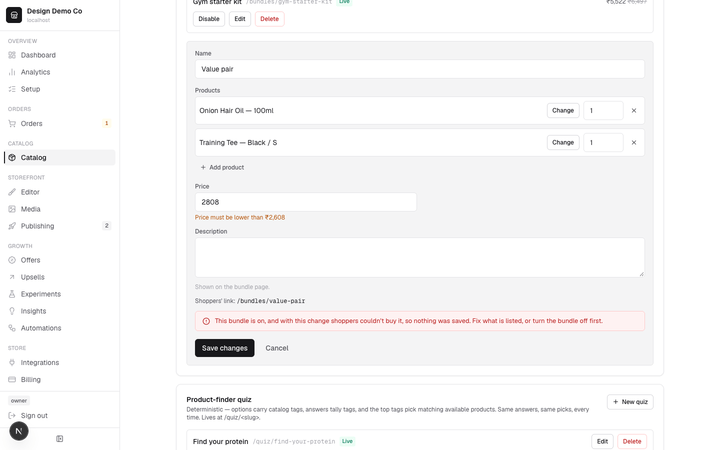 Design Demo Co
localhost
OVERVIEW
Dashboard
Analytics
Setup
ORDERS
Orders 1
CATALOG
Catalog
STOREFRONT
Editor
Media
Publishing 2
GROWTH
Offers
Upsells
Experiments
Insights
Automations
STORE
Integrations
Billing
owner
Sign out
N
Gym starter kit /bundles/gym-starter-kit Live ₹5,522 ₹6,497
Disable Edit Delete
Name
Value pair
Products
Onion Hair Oil — 100ml Change 1 ×
Training Tee — Black / S Change 1 ×
+ Add product
Price
2808
Price must be lower than ₹2,608
Description
Shown on the bundle page.
Shoppers' link: /bundles/value-pair
This bundle is on, and with this change shoppers couldn't buy it, so nothing was saved. Fix what is listed, or turn the bundle off first.
Save changes Cancel
Product-finder quiz + New quiz
Deterministic — options carry catalog tags, answers tally tags, and the top tags pick matching available products. Same answers, same picks, every
time. Lives at /quiz/<slug>.
Find your protein /quiz/find-your-protein Live Edit Delete